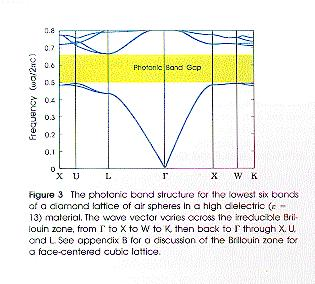 0.8
0.7
0.6
0.5
0.4
0.3
0.2
0.1
0
Frequency (ωa/2πc)
Photonic Band Gap
X U L Γ X W K
Figure 3 The photonic band structure for the lowest six bands
of a diamond lattice of air spheres in a high dielectric (ε =
13) material. The wave vector varies across the irreducible Bril-
louin zone, from Γ to X to W to K, then back to Γ through X, U,
and L. See appendix B for a discussion of the Brillouin zone for
a face-centered cubic lattice.